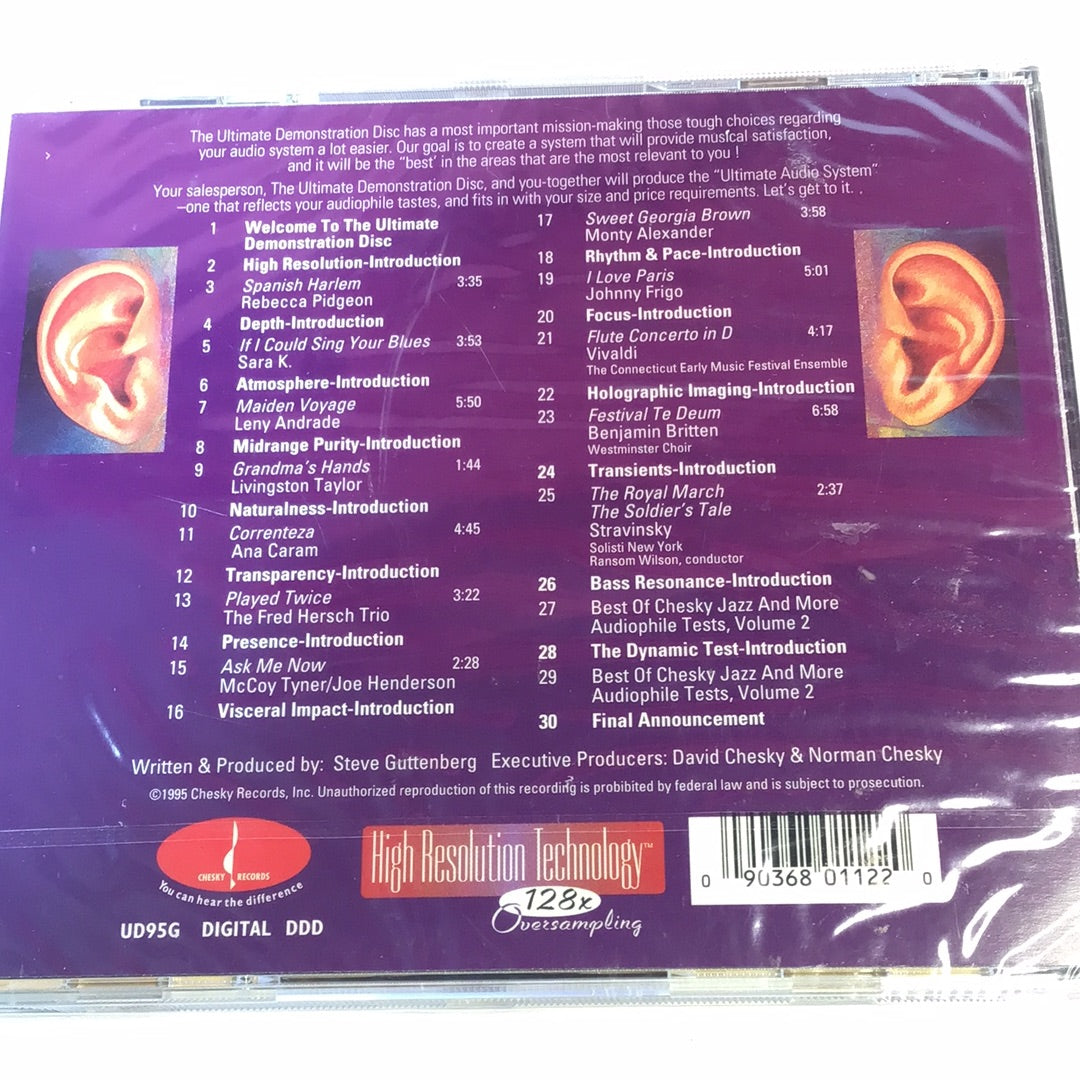 The Ultimate Demonstration Disc has a most important mission-making those tough choices regarding
your audio system a lot easier. Our goal is to create a system that will provide musical satisfaction,
and it will be the "best' in the areas that are the most relevant to you !
Your salesperson, The Ultimate Demonstration Disc, and you-together will produce the "Ultimate Audio System"
—one that reflects your audiophile tastes, and fits in with your size and price requirements. Let's get to it. .
1 Welcome To The Ultimate
Demonstration Disc
2 High Resolution-Introduction
3 Spanish Harlem 3:35
Rebecca Pidgeon
4 Depth-Introduction
5 If I Could Sing Your Blues 3:53
Sara K.
6 Atmosphere-Introduction
7 Maiden Voyage 5:50
Leny Andrade
8 Midrange Purity-Introduction
9 Grandma's Hands 1:44
Livingston Taylor
10 Naturalness-Introduction
11 Correnteza 4:45
Ana Caram
12 Transparency-Introduction
13 Played Twice 3:22
The Fred Hersch Trio
14 Presence-Introduction
15 Ask Me Now 2:28
McCoy Tyner/Joe Henderson
16 Visceral Impact-Introduction
17 Sweet Georgia Brown 3:58
Monty Alexander
18 Rhythm & Pace-Introduction
19 I Love Paris 5:01
Johnny Frigo
20 Focus-Introduction
21 Flute Concerto in D 4:17
Vivaldi
The Connecticut Early Music Festival Ensemble
22 Holographic Imaging-Introduction
23 Festival Te Deum 6:58
Benjamin Britten
Westminster Choir
24 Transients-Introduction
25 The Royal March 2:37
The Soldier's Tale
Stravinsky
Solisti New York
Ransom Wilson, conductor
26 Bass Resonance-Introduction
27 Best Of Chesky Jazz And More
Audiophile Tests, Volume 2
28 The Dynamic Test-Introduction
29 Best Of Chesky Jazz And More
Audiophile Tests, Volume 2
30 Final Announcement
Written & Produced by: Steve Guttenberg Executive Producers: David Chesky & Norman Chesky
©1995 Chesky Records, Inc. Unauthorized reproduction of this recording is prohibited by federal law and is subject to prosecution.
CHESKY RECORDS
You can hear the difference
UD95G DIGITAL DDD
High Resolution Technology™
128x
Oversampling
0 90368 01122 0